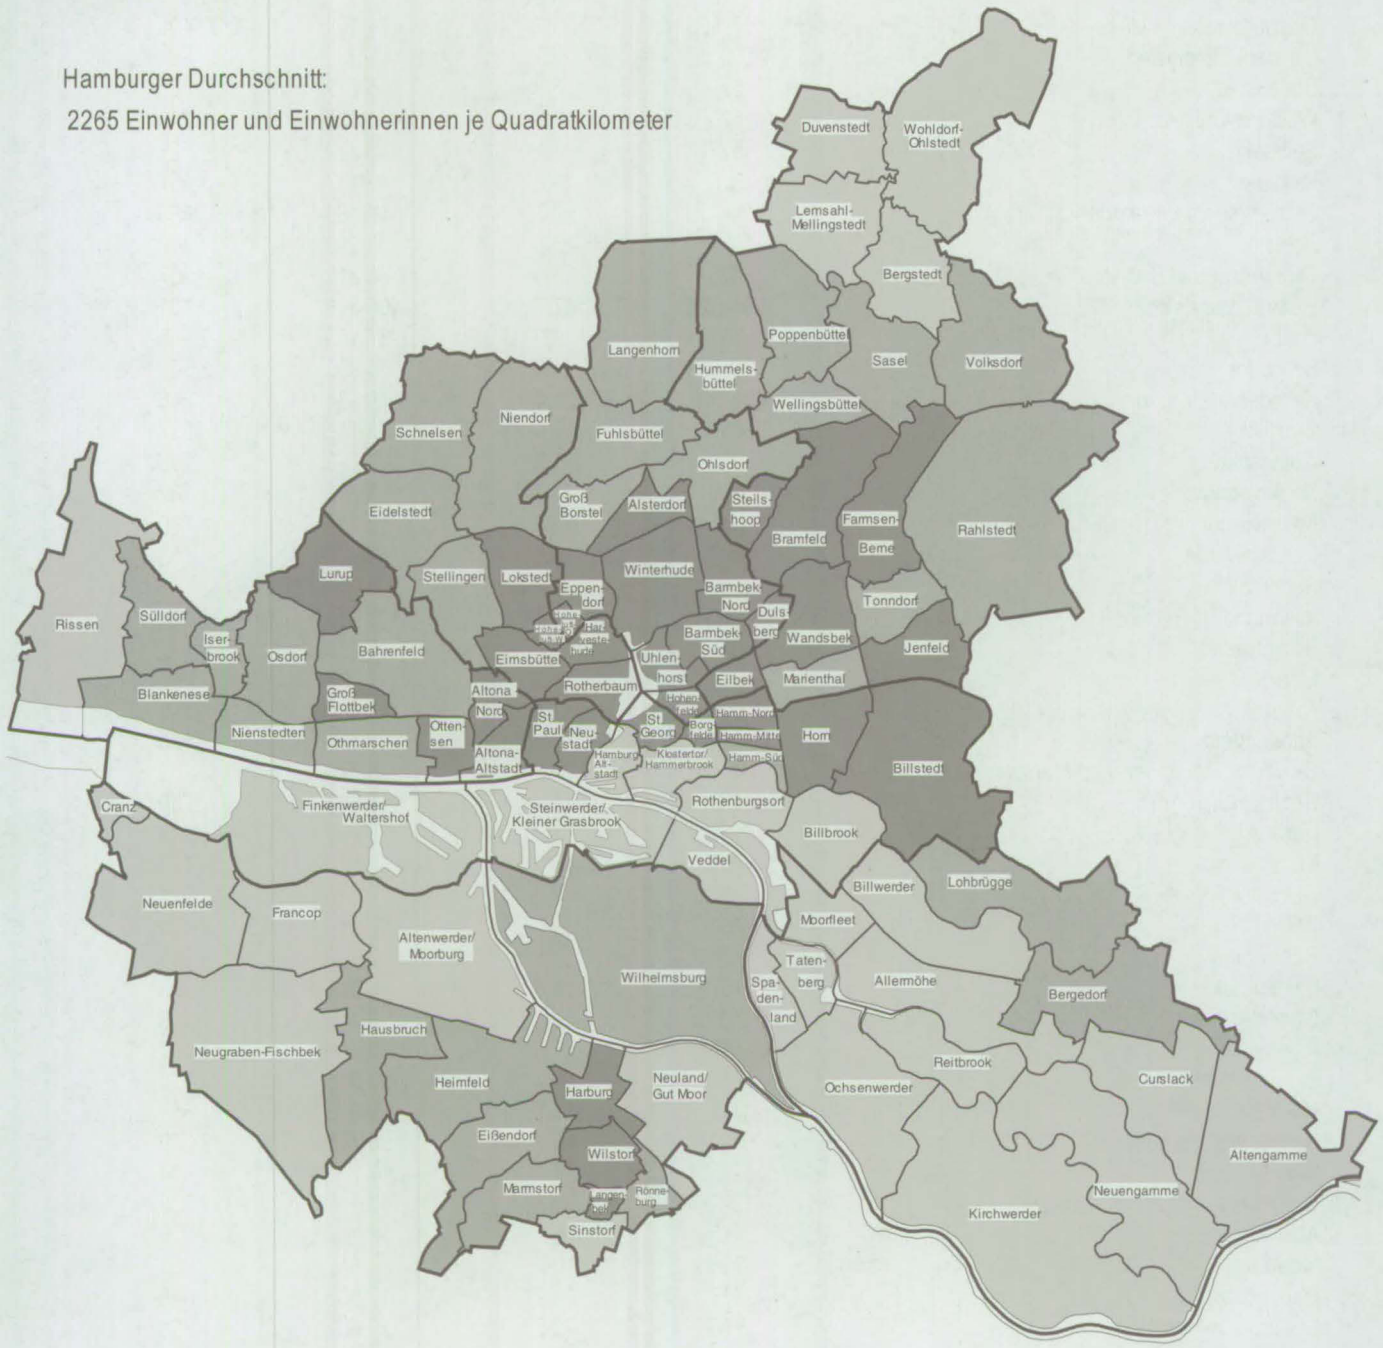 Hamburger Durchschnitt:
2265 Einwohner und Einwohnerinnen je Quadratkilometer
Duvenstedt
Wohldorf-
Ohlstedt
Lemsahl-
Mellingstedt
Bergstedt
Langenhorn
Hummels-
büttel
Poppenbüttel
Sasel
Volksdorf
Wellingsbüttel
Schnelsen
Niendorf
Fuhlsbüttel
Ohlsdorf
Eidelstedt
Groß
Borstel
Alsterdorf
Steils-
hoop
Bramfeld
Farmsen-
Berne
Rahlstedt
Lurup
Stellingen
Lokstedt
Eppen-
dorf
Winterhude
Barmbek-
Nord
Duls-
berg
Tonndorf
Rissen
Sülldorf
Iser-
brook
Osdorf
Bahrenfeld
Eimsbüttel
Har-
veste-
hude
Barmbek-
Süd
Wandsbek
Jenfeld
Blankenese
Groß
Flottbek
Altona-
Nord
Rotherbaum
Uhlen-
horst
Eilbek
Marienthal
Nienstedten
Othmarschen
Otten-
sen
Altona-
Altstadt
St.
Pauli
Neu-
stadt
St.
Georg
Hohen-
felde
Borg-
felde
Hamm-Nord
Hamm-Mitte
Hamm-Süd
Horn
Billstedt
Hamburg
Alt-
stadt
Klostertor/
Hammerbrook
Cranz
Finkenwerder/
Waltershof
Steinwerder/
Kleiner Grasbrook
Rothenburgsort
Billbrook
Veddel
Billwerder
Lohbrügge
Neuenfelde
Francop
Altenwerder/
Moorburg
Moorfleet
Wilhelmsburg
Spa-
den-
land
Taten-
berg
Allermöhe
Bergedorf
Neugraben-Fischbek
Hausbruch
Heimfeld
Harburg
Neuland/
Gut Moor
Ochsenwerder
Reitbrook
Curslack
Eißendorf
Wilstorf
Altengamme
Marmstorf
Langen-
bek
Rönne-
burg
Neuengamme
Sinstorf
Kirchwerder